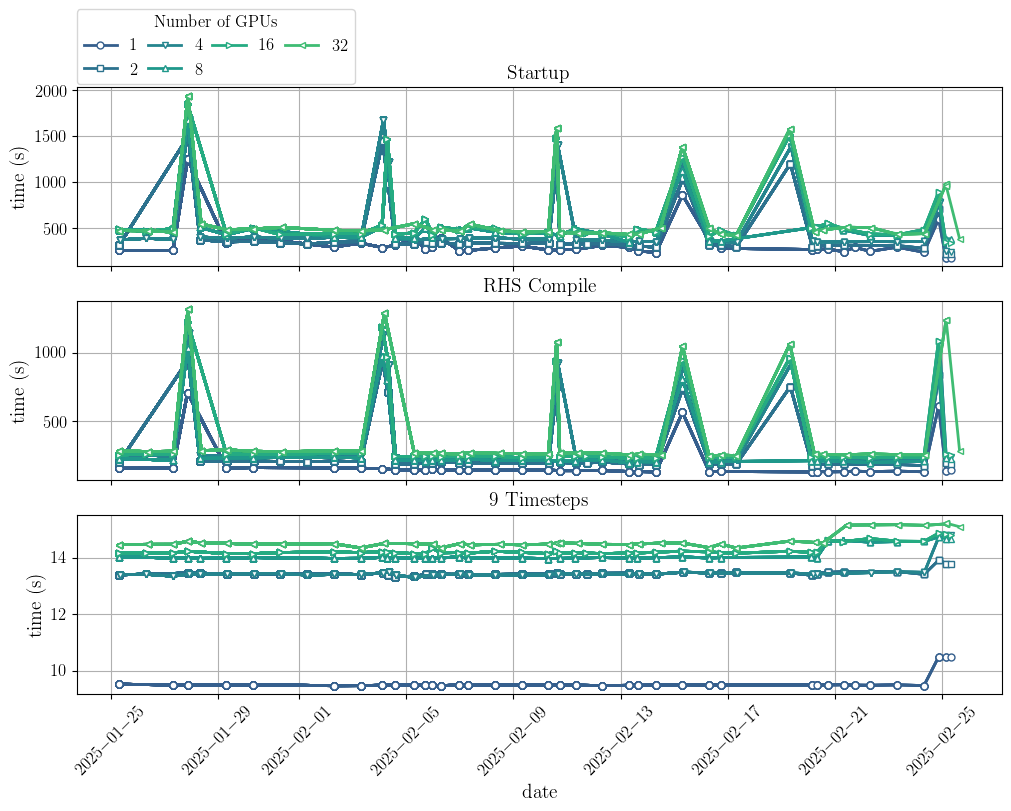 Number of GPUs
1 4 16 32
2 8
Startup
2000
1500
1000
500
time (s)
RHS Compile
1000
500
time (s)
9 Timesteps
14
12
10
time (s)
2025−01−25 2025−01−29 2025−02−01 2025−02−05 2025−02−09 2025−02−13 2025−02−17 2025−02−21 2025−02−25
date